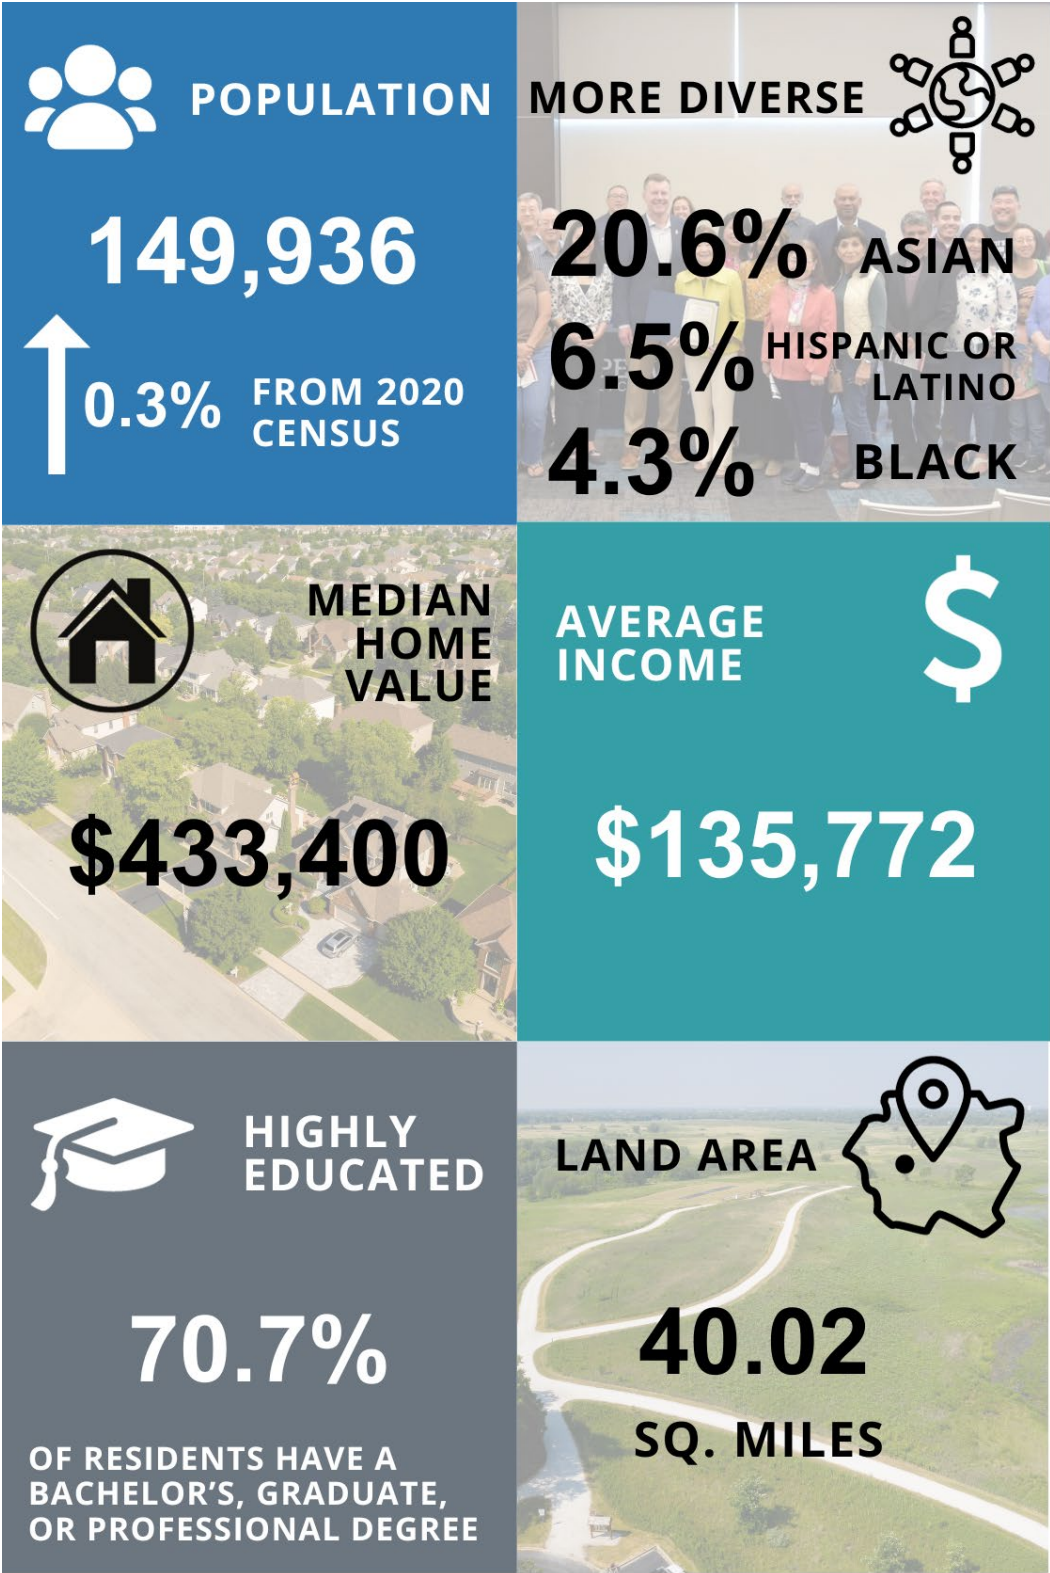 POPULATION
149,936
0.3%
FROM 2020
CENSUS
MORE DIVERSE
20.6% ASIAN
6.5% HISPANIC OR
LATINO
4.3% BLACK
MEDIAN
HOME
VALUE
$433,400
AVERAGE
INCOME
$
$135,772
HIGHLY
EDUCATED
70.7%
OF RESIDENTS HAVE A
BACHELOR'S, GRADUATE,
OR PROFESSIONAL DEGREE
LAND AREA
40.02
SQ. MILES